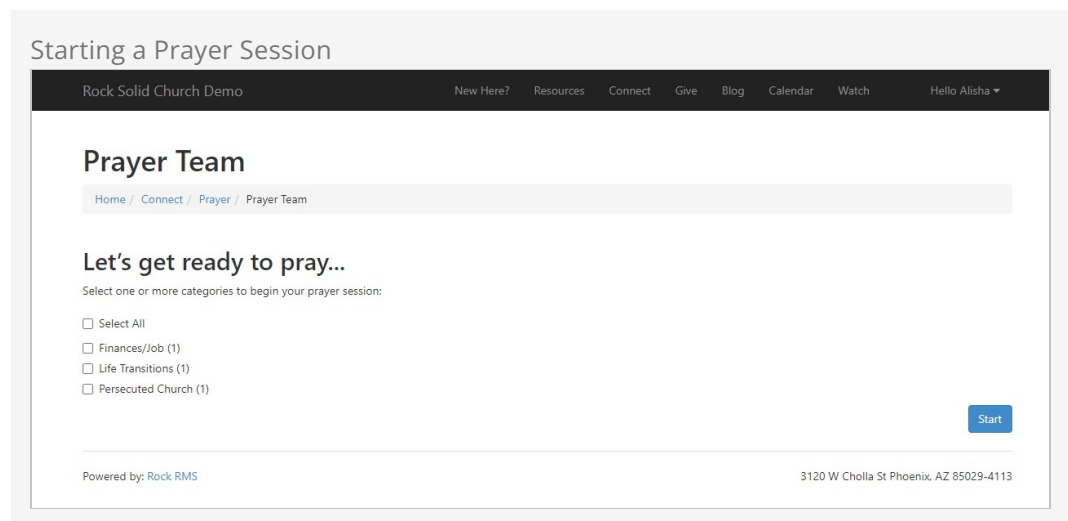 Starting a Prayer Session
Rock Solid Church Demo New Here? Resources Connect Give Blog Calendar Watch Hello Alisha
Prayer Team
Home / Connect / Prayer / Prayer Team
Let's get ready to pray...
Select one or more categories to begin your prayer session:
Select All
Finances/Job (1)
Life Transitions (1)
Persecuted Church (1)
Start
Powered by: Rock RMS 3120 W Cholla St Phoenix, AZ 85029-4113